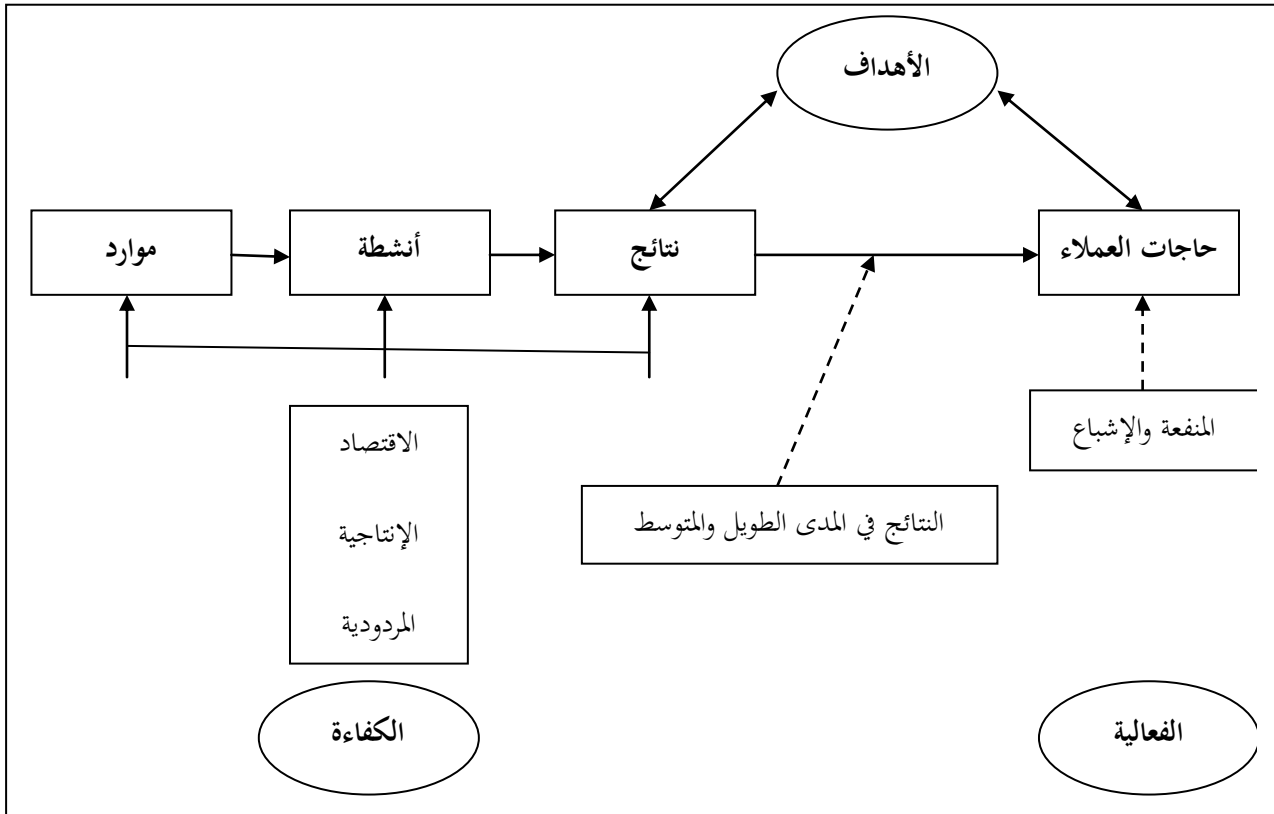 الأهداف
موارد
أنشطة
نتائج
حاجات العملاء
الاقتصاد
الإنتاجية
المردودية
النتائج في المدى الطويل والمتوسط
المنفعة والإشباع
الكفاءة
الفعالية